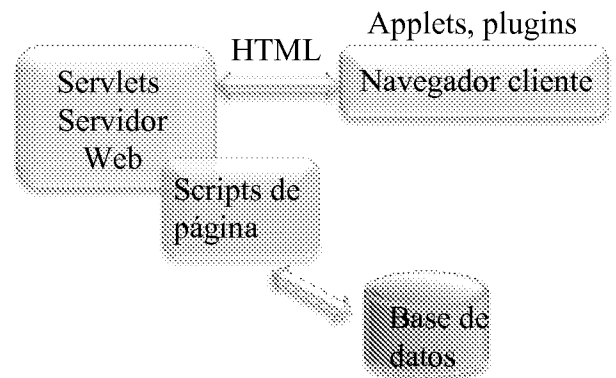 Applets, plugins
HTML
Servlets
Servidor
Web
Navegador cliente
Scripts de
página
Base de
datos